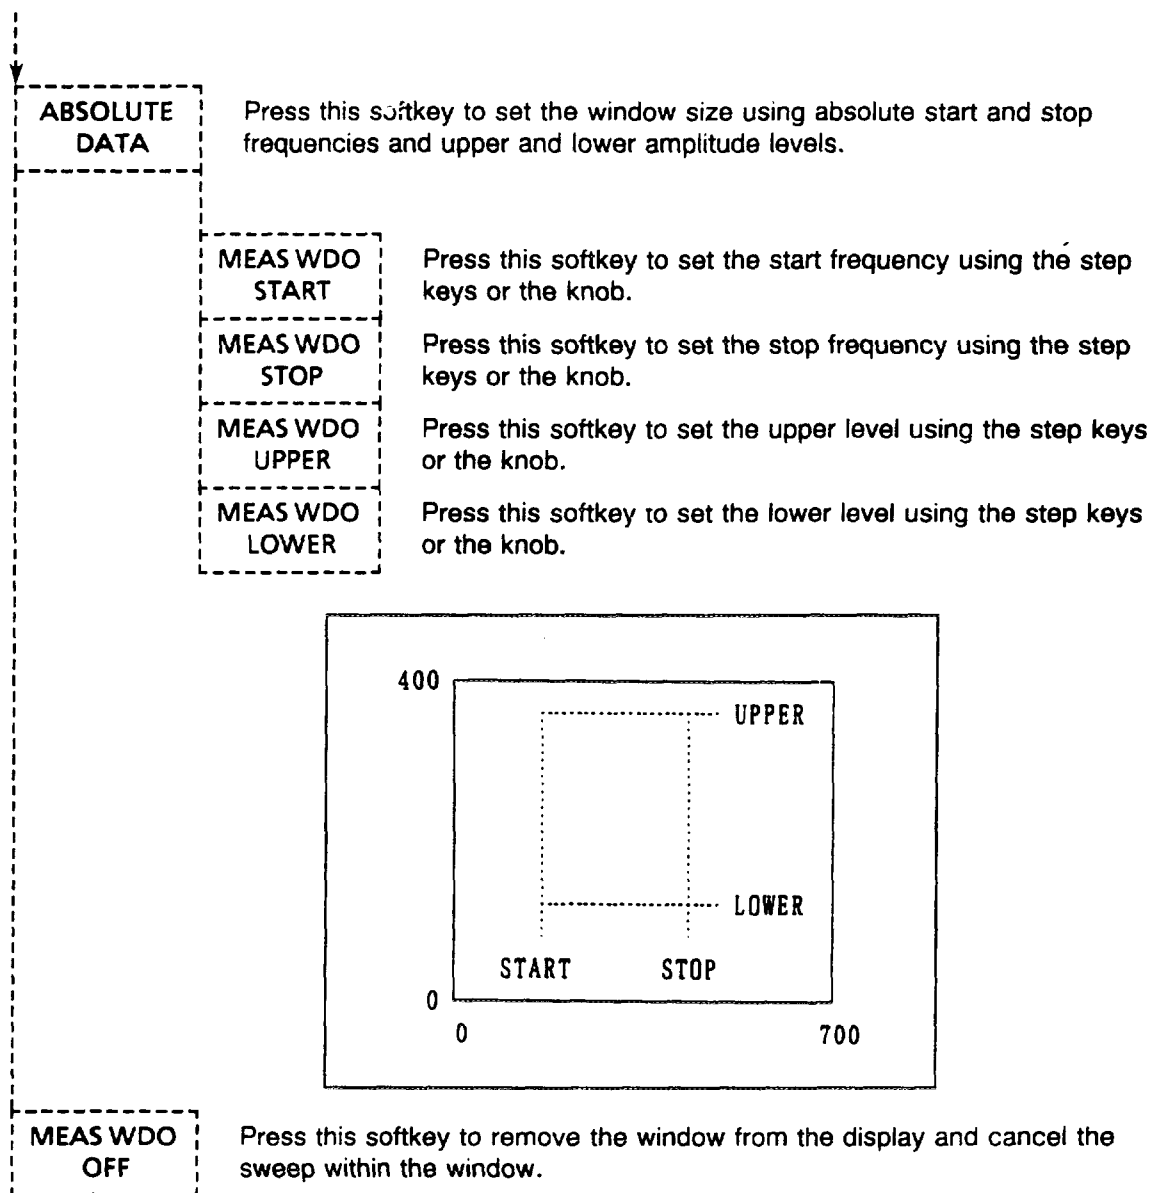 ABSOLUTE
DATA
Press this softkey to set the window size using absolute start and stop
frequencies and upper and lower amplitude levels.
MEAS WDO
START
Press this softkey to set the start frequency using the step
keys or the knob.
MEAS WDO
STOP
Press this softkey to set the stop frequency using the step
keys or the knob.
MEAS WDO
UPPER
Press this softkey to set the upper level using the step keys
or the knob.
MEAS WDO
LOWER
Press this softkey to set the lower level using the step keys
or the knob.
400
UPPER
LOWER
START STOP
0
0 700
MEAS WDO
OFF
Press this softkey to remove the window from the display and cancel the
sweep within the window.